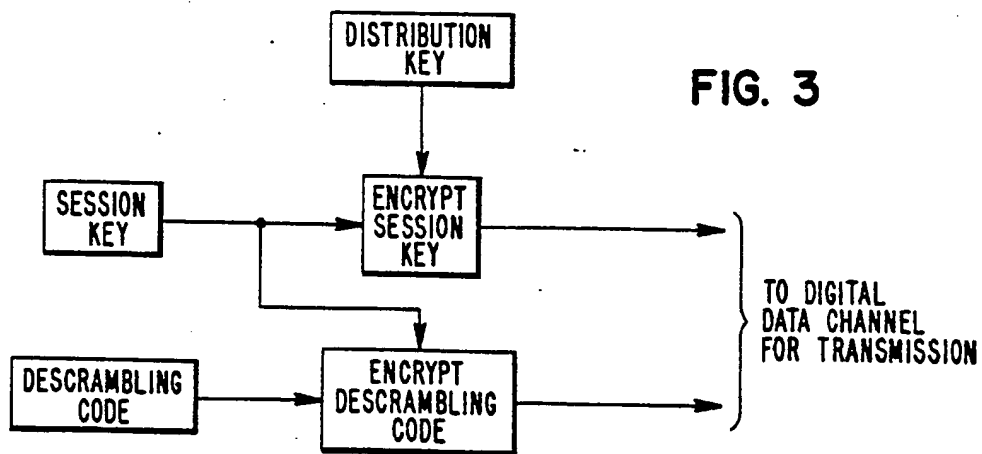 DISTRIBUTION
KEY
FIG. 3
SESSION
KEY
ENCRYPT
SESSION
KEY
TO DIGITAL
DATA CHANNEL
FOR TRANSMISSION
DESCRAMBLING
CODE
ENCRYPT
DESCRAMBLING
CODE